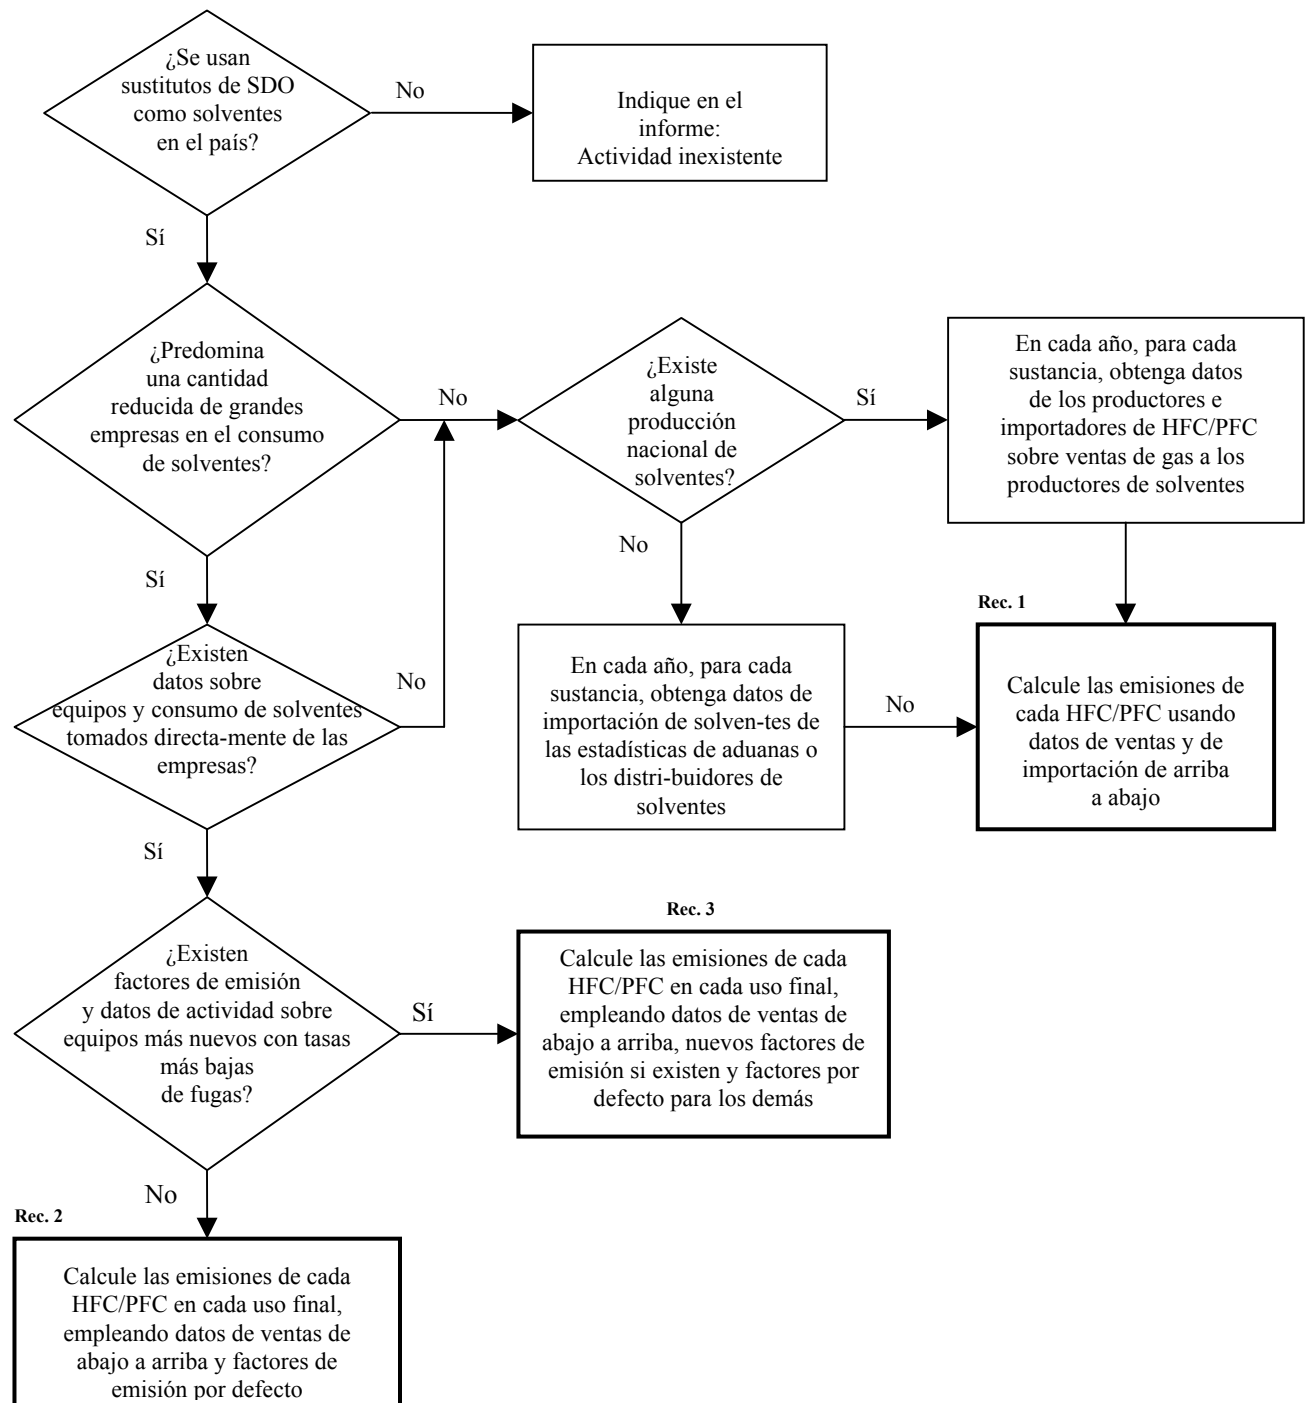 ¿Se usan
sustitutos de SDO
como solventes
en el país?
No
Indique en el
informe:
Actividad inexistente
Sí
¿Predomina
una cantidad
reducida de grandes
empresas en el consumo
de solventes?
No
¿Existe
alguna
producción
nacional de
solventes?
Sí
En cada año, para cada
sustancia, obtenga datos
de los productores e
importadores de HFC/PFC
sobre ventas de gas a los
productores de solventes
No
Sí
Rec. 1
¿Existen
datos sobre
equipos y consumo de solventes
tomados directa-mente de las
empresas?
No
En cada año, para cada
sustancia, obtenga datos de
importación de solven-tes de
las estadísticas de aduanas o
los distri-buidores de
solventes
No
Calcule las emisiones de
cada HFC/PFC usando
datos de ventas y de
importación de arriba
a abajo
Sí
¿Existen
factores de emisión
y datos de actividad sobre
equipos más nuevos con tasas
más bajas
de fugas?
Sí
Rec. 3
Calcule las emisiones de cada
HFC/PFC en cada uso final,
empleando datos de ventas de
abajo a arriba, nuevos factores de
emisión si existen y factores por
defecto para los demás
No
Rec. 2
Calcule las emisiones de cada
HFC/PFC en cada uso final,
empleando datos de ventas de
abajo a arriba y factores de
emisión por defecto